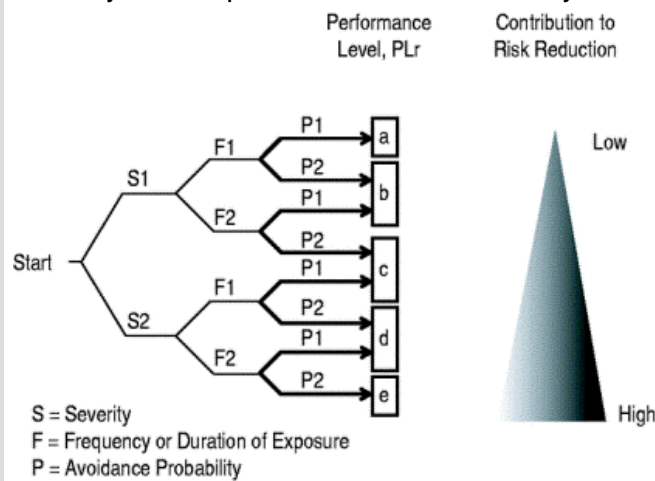 Performance
Level, PLr
Contribution to
Risk Reduction
P1
a
Low
F1
P2
S1
P1
b
F2
P2
Start
P1
c
F1
P2
S2
P1
d
F2
P2
e
S = Severity
High
F = Frequency or Duration of Exposure
P = Avoidance Probability